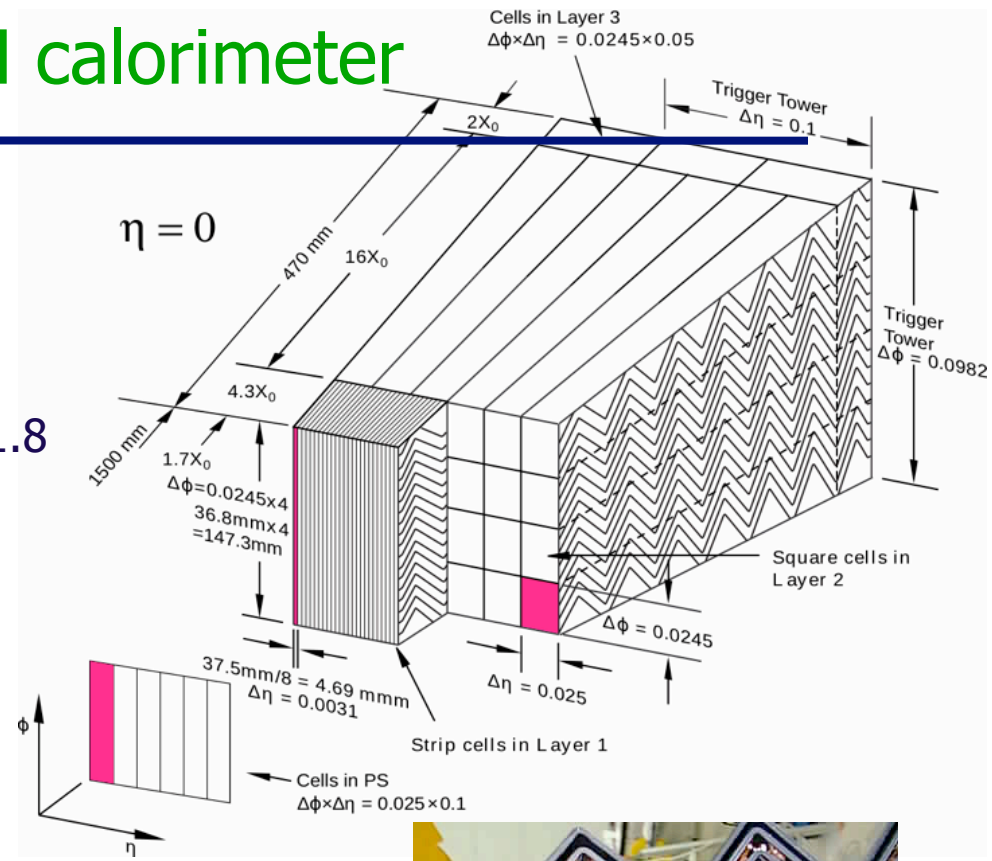 calorimeter
Cells in Layer 3
Δϕ×Δη = 0.0245×0.05
Trigger Tower
Δη = 0.1
2X₀
η = 0
470 mm
16X₀
Trigger
Tower
Δϕ = 0.0982
4.3X₀
.8
1500 mm
1.7X₀
Δϕ=0.0245x4
36.8mmx4
=147.3mm
Square cells in
Layer 2
Δϕ = 0.0245
37.5mm/8 = 4.69 mmm
Δη = 0.0031
Δη = 0.025
Strip cells in Layer 1
ϕ
Cells in PS
Δϕ×Δη = 0.025×0.1
η